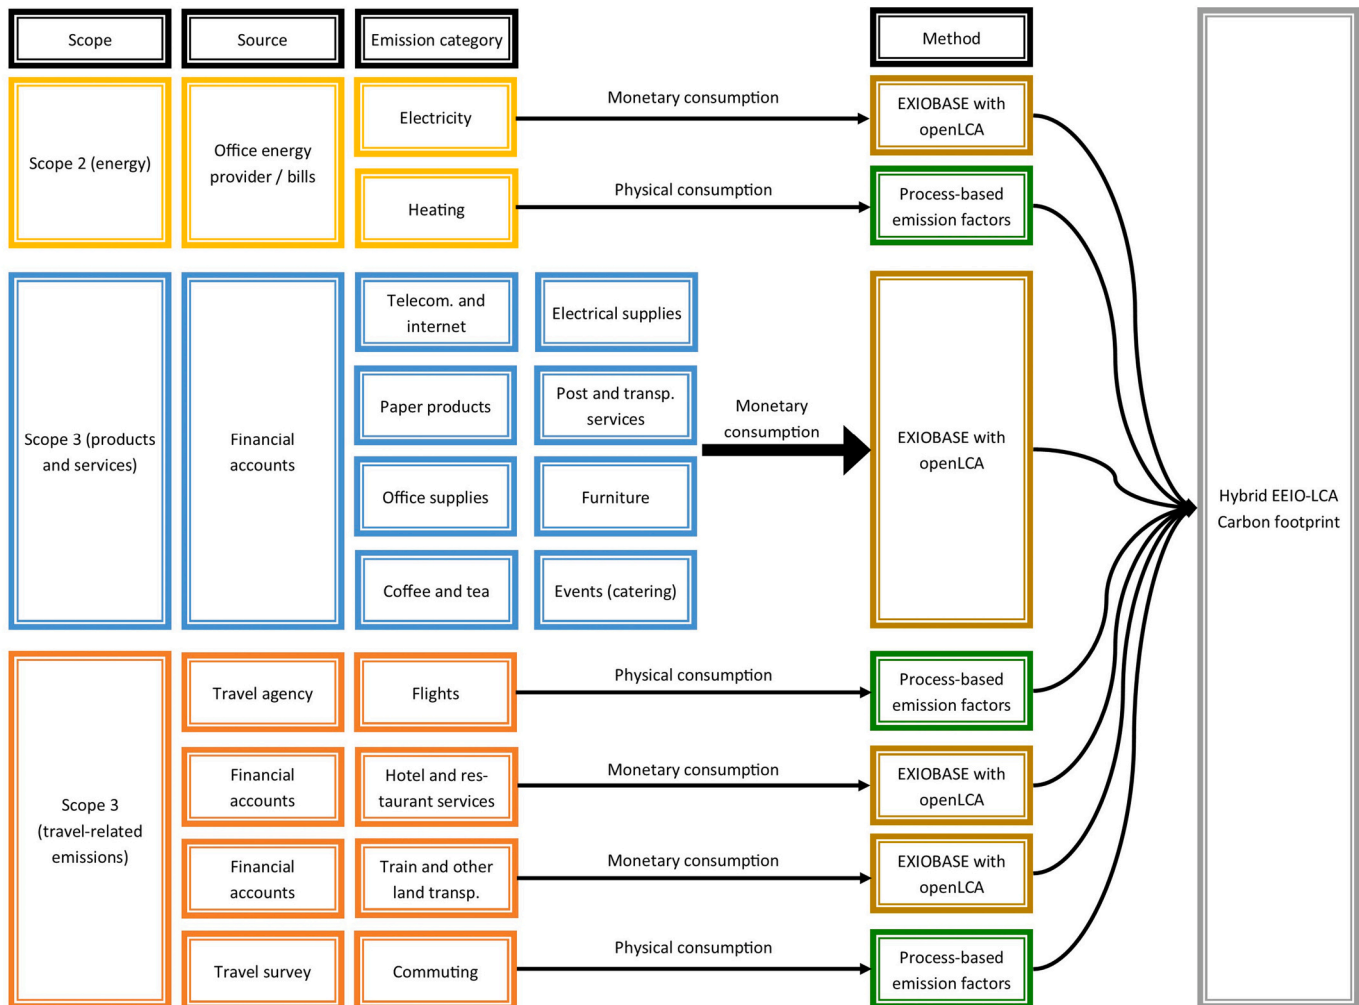 Scope
Source
Emission category
Method
Scope 2 (energy)
Office energy
provider / bills
Electricity
Monetary consumption
EXIOBASE with
openLCA
Heating
Physical consumption
Process-based
emission factors
Scope 3 (products
and services)
Financial
accounts
Telecom. and
internet
Electrical supplies
Paper products
Post and transp.
services
Office supplies
Furniture
Coffee and tea
Events (catering)
Monetary
consumption
EXIOBASE with
openLCA
Hybrid EEIO-LCA
Carbon footprint
Scope 3
(travel-related
emissions)
Travel agency
Flights
Physical consumption
Process-based
emission factors
Financial
accounts
Hotel and res-
taurant services
Monetary consumption
EXIOBASE with
openLCA
Financial
accounts
Train and other
land transp.
Monetary consumption
EXIOBASE with
openLCA
Travel survey
Commuting
Physical consumption
Process-based
emission factors